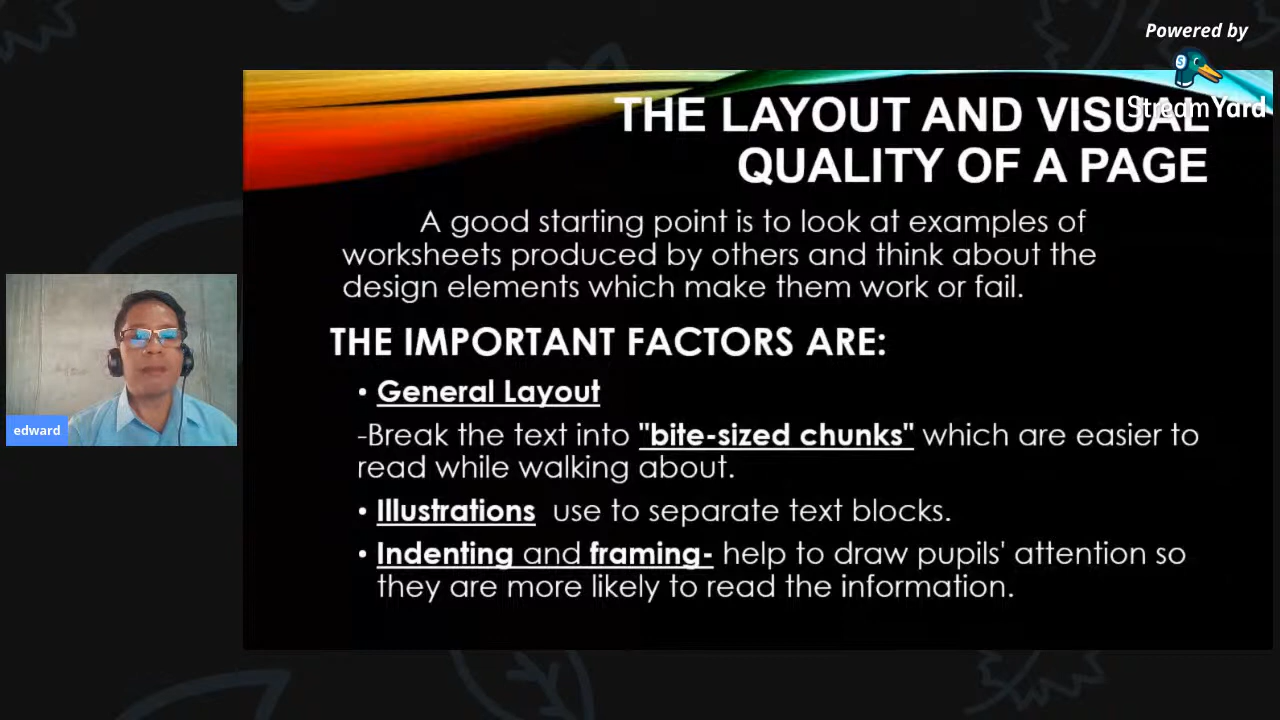 Powered by
StreamYard
THE LAYOUT AND VISUAL
QUALITY OF A PAGE
A good starting point is to look at examples of
worksheets produced by others and think about the
design elements which make them work or fail.
THE IMPORTANT FACTORS ARE:
• General Layout
-Break the text into "bite-sized chunks" which are easier to
read while walking about.
• Illustrations use to separate text blocks.
• Indenting and framing- help to draw pupils' attention so
they are more likely to read the information.
edward